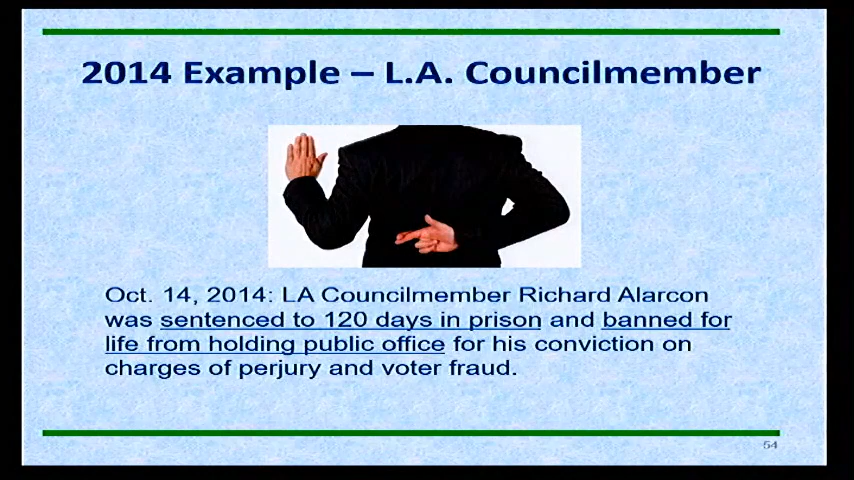 2014 Example – L.A. Councilmember
Oct. 14, 2014: LA Councilmember Richard Alarcon
was sentenced to 120 days in prison and banned for
life from holding public office for his conviction on
charges of perjury and voter fraud.
54